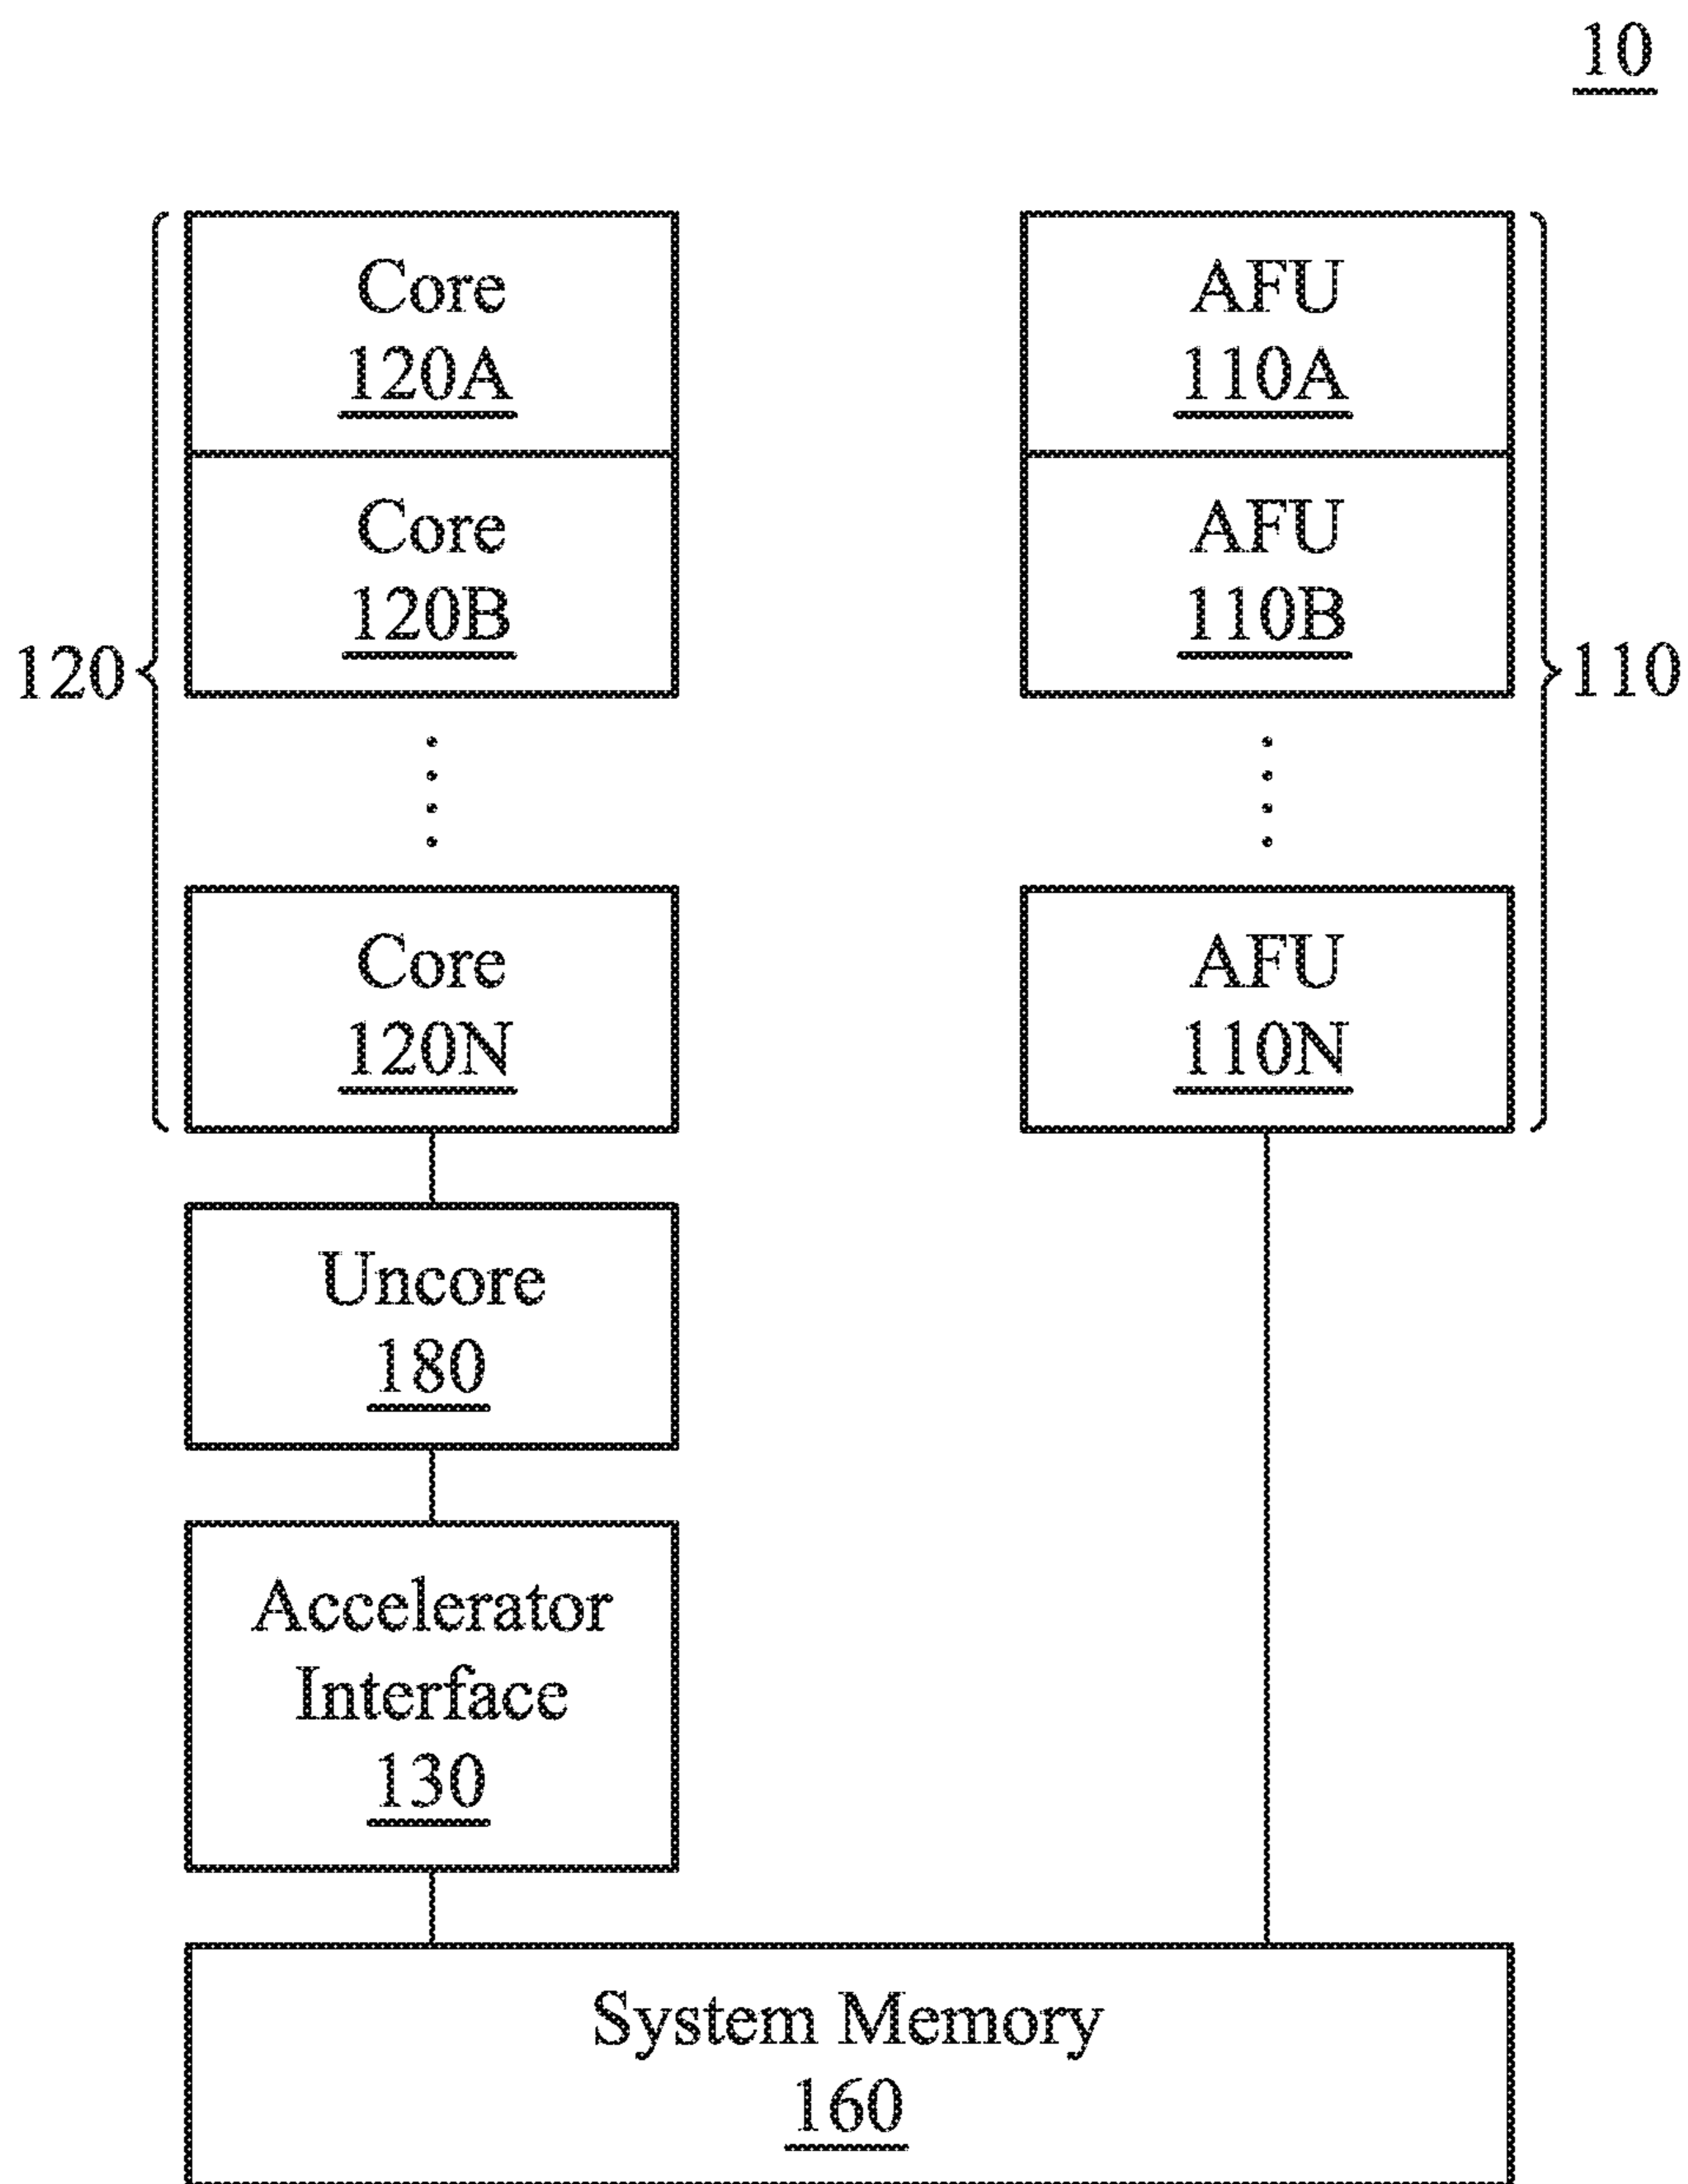 10
Core
120A
AFU
110A
Core
120B
AFU
110B
120
110
Core
120N
AFU
110N
Uncore
180
Accelerator
Interface
130
System Memory
160